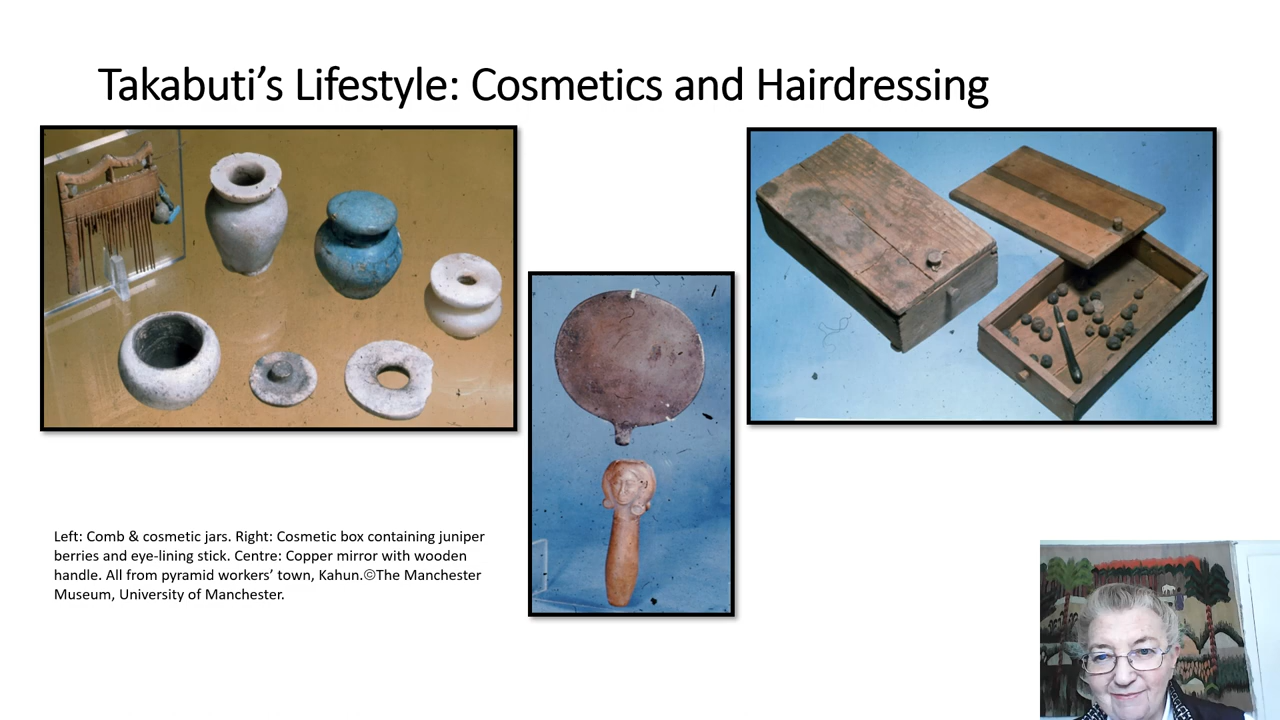 Takabuti’s Lifestyle: Cosmetics and Hairdressing
Left: Comb & cosmetic jars. Right: Cosmetic box containing juniper
berries and eye-lining stick. Centre: Copper mirror with wooden
handle. All from pyramid workers’ town, Kahun.©The Manchester
Museum, University of Manchester.